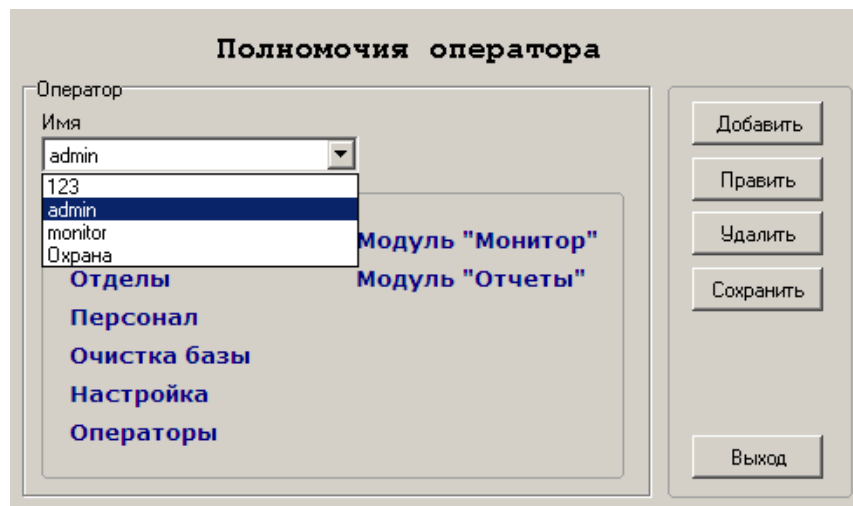 Полномочия оператора
Оператор
Имя
admin
123
admin
monitor
Охрана
Модуль "Монитор"
Отделы
Модуль "Отчеты"
Персонал
Очистка базы
Настройка
Операторы
Добавить
Править
Удалить
Сохранить
Выход